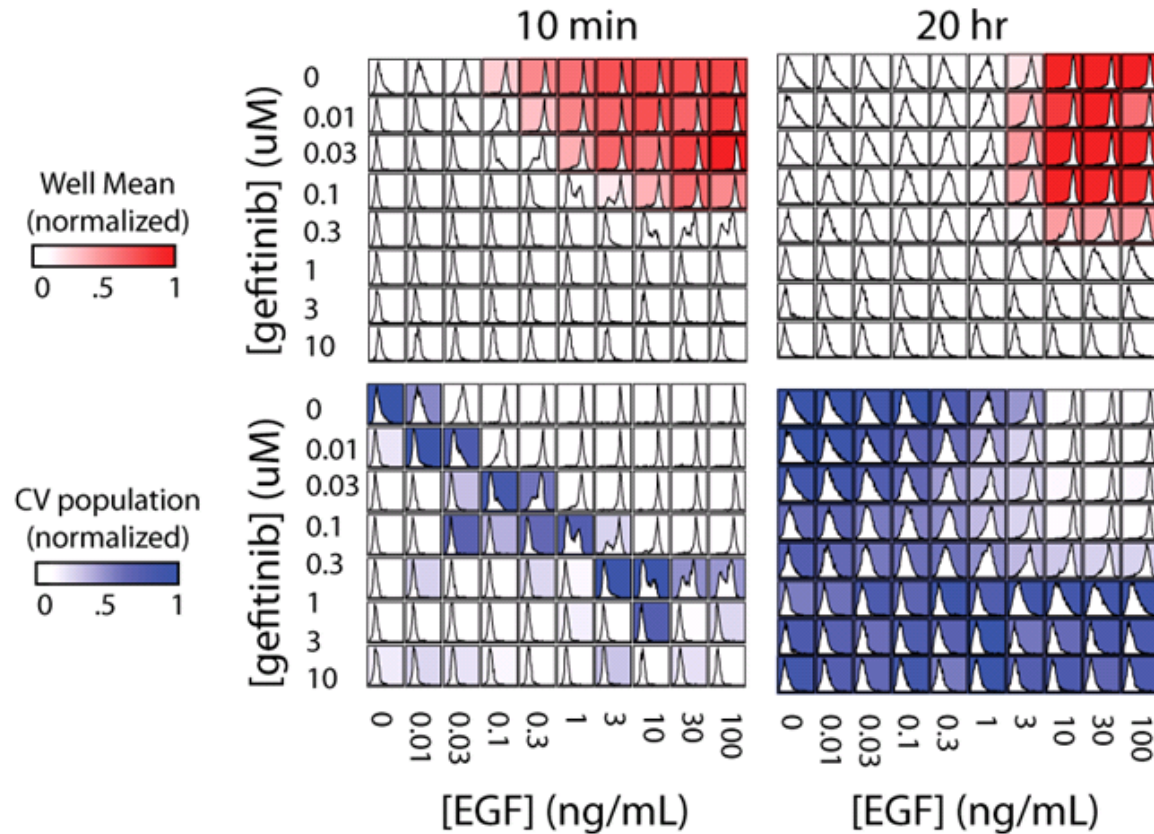 10 min
20 hr
[gefitinib] (uM)
0
0.01
0.03
0.1
0.3
1
3
10
Well Mean
(normalized)
0 .5 1
[gefitinib] (uM)
0
0.01
0.03
0.1
0.3
1
3
10
CV population
(normalized)
0 .5 1
0 0.01 0.03 0.1 0.3 1 3 10 30 100
0 0.01 0.03 0.1 0.3 1 3 10 30 100
[EGF] (ng/mL)
[EGF] (ng/mL)